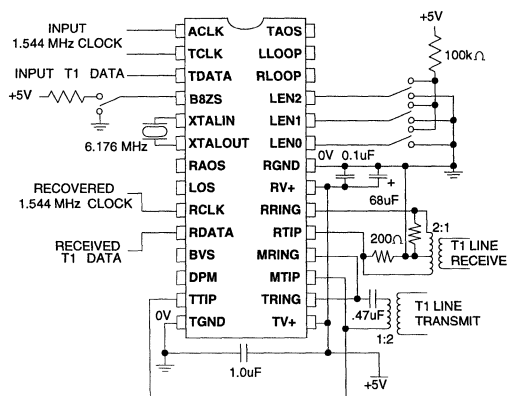 INPUT
1.544 MHz CLOCK
INPUT T1 DATA
+5V
6.176 MHz
RECOVERED
1.544 MHz CLOCK
RECEIVED
T1 DATA
0V
ACLK
TCLK
TDATA
B8ZS
XTALIN
XTALOUT
RAOS
LOS
RCLK
RDATA
BVS
DPM
TTIP
TGND
TAOS
LLOOP
RLOOP
LEN2
LEN1
LEN0
RGND
RV+
RRING
RTIP
MRING
MTIP
TRING
TV+
+5V
100kΩ
0V 0.1uF
+
68uF
2:1
200Ω
T1 LINE
RECEIVE
.47uF
T1 LINE
TRANSMIT
1:2
1.0uF
+5V